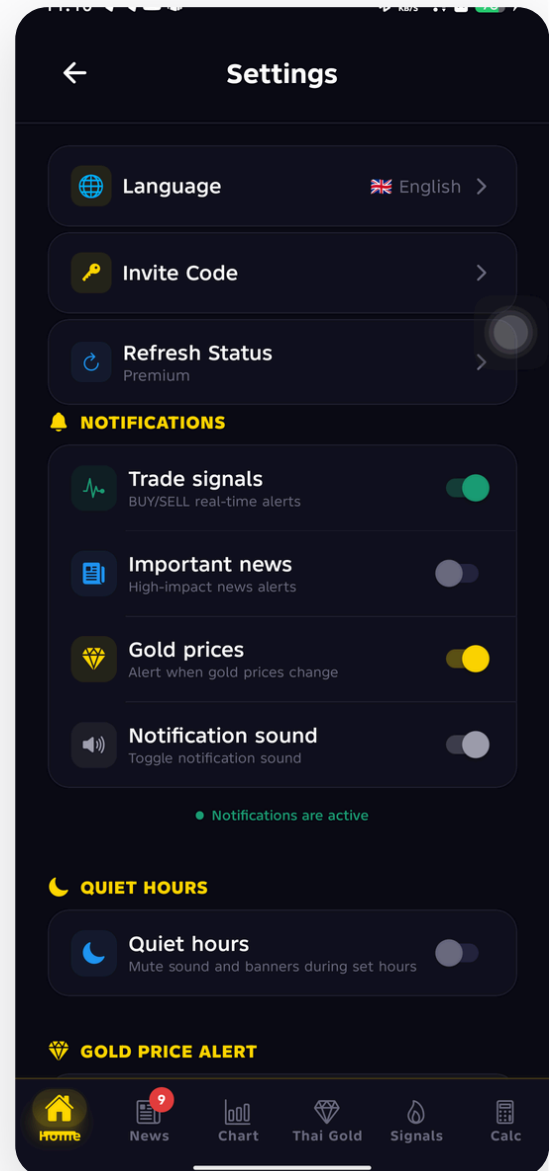 Settings
Language
English
Invite Code
Refresh Status
Premium
NOTIFICATIONS
Trade signals
BUY/SELL real-time alerts
Important news
High-impact news alerts
Gold prices
Alert when gold prices change
Notification sound
Toggle notification sound
Notifications are active
QUIET HOURS
Quiet hours
Mute sound and banners during set hours
GOLD PRICE ALERT
9
Home
News
Chart
Thai Gold
Signals
Calc